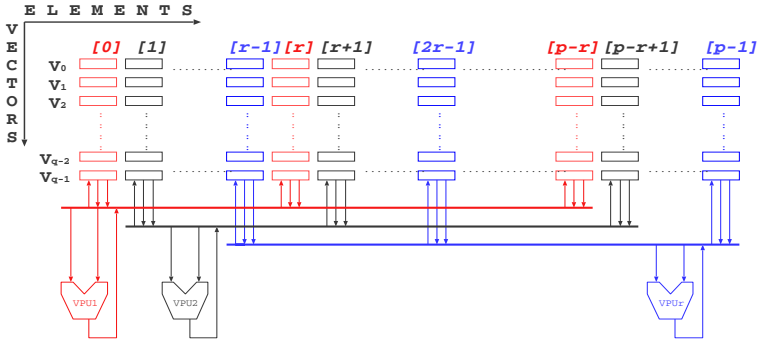 ELEMENTS
VECTORS
[0] [1] [r-1] [r] [r+1] [2r-1] [p-r] [p-r+1] [p-1]
V0
V1
V2
Vq-2
Vq-1
VPU1 VPU2 VPUr